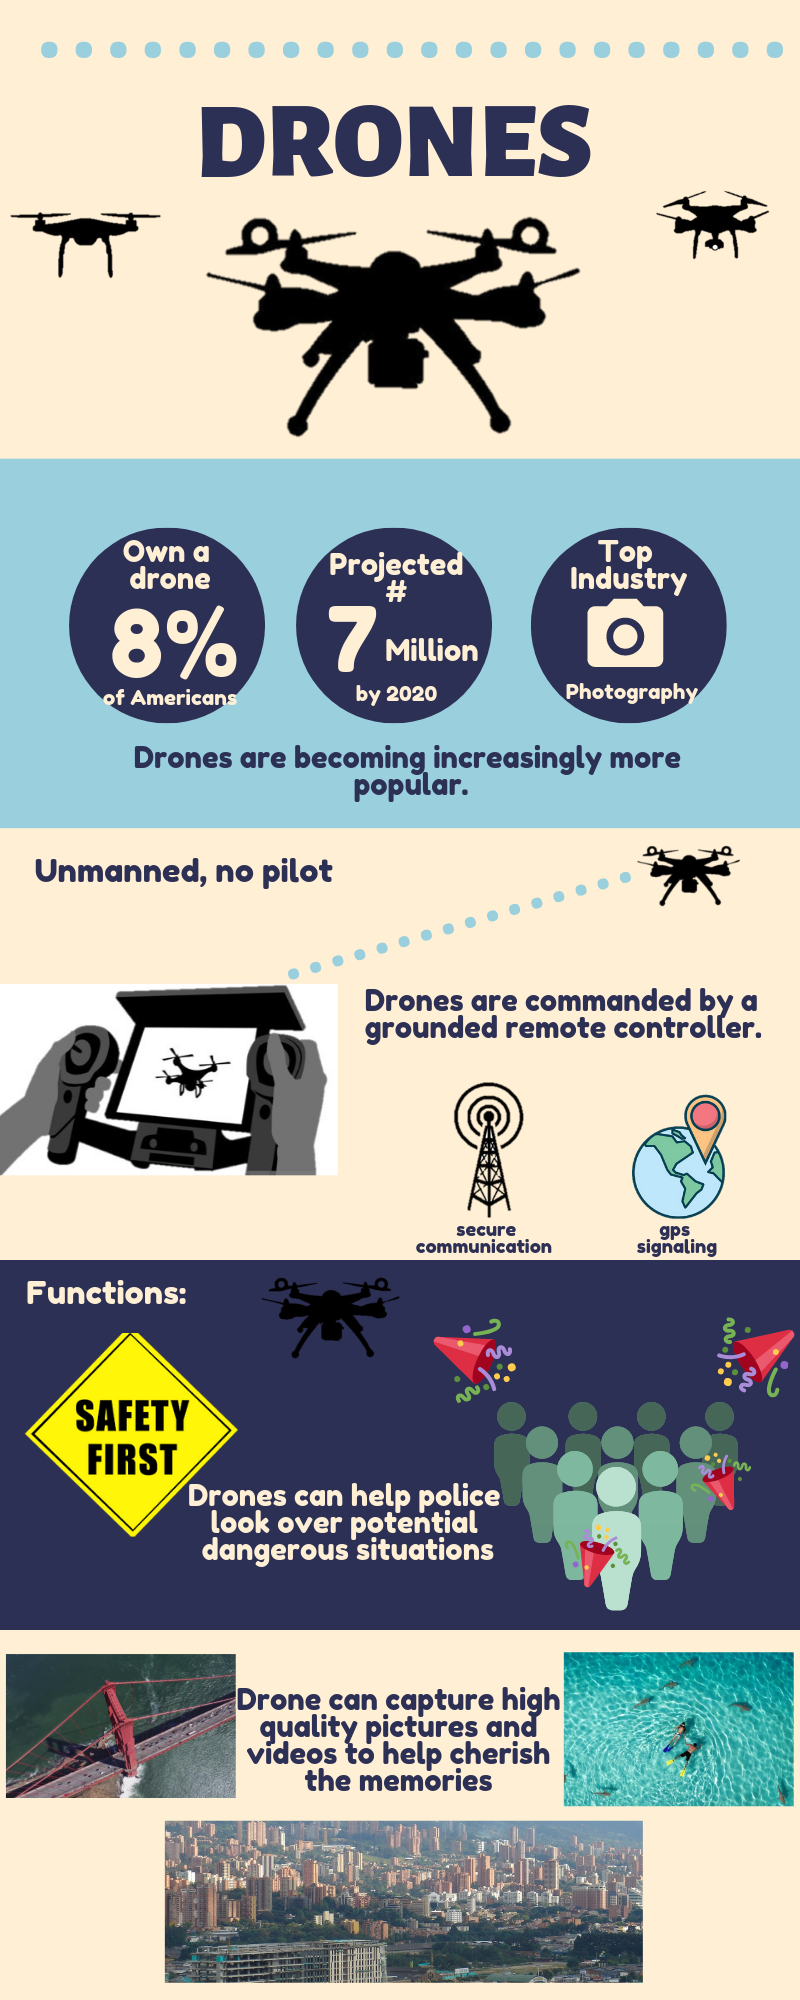 DRONES
Own a
drone
8%
of Americans
Projected
#
7 Million
by 2020
Top
Industry
Photography
Drones are becoming increasingly more
popular.
Unmanned, no pilot
Drones are commanded by a
grounded remote controller.
secure
communication
gps
signaling
Functions:
SAFETY
FIRST
Drones can help police
look over potential
dangerous situations
Drone can capture high
quality pictures and
videos to help cherish
the memories